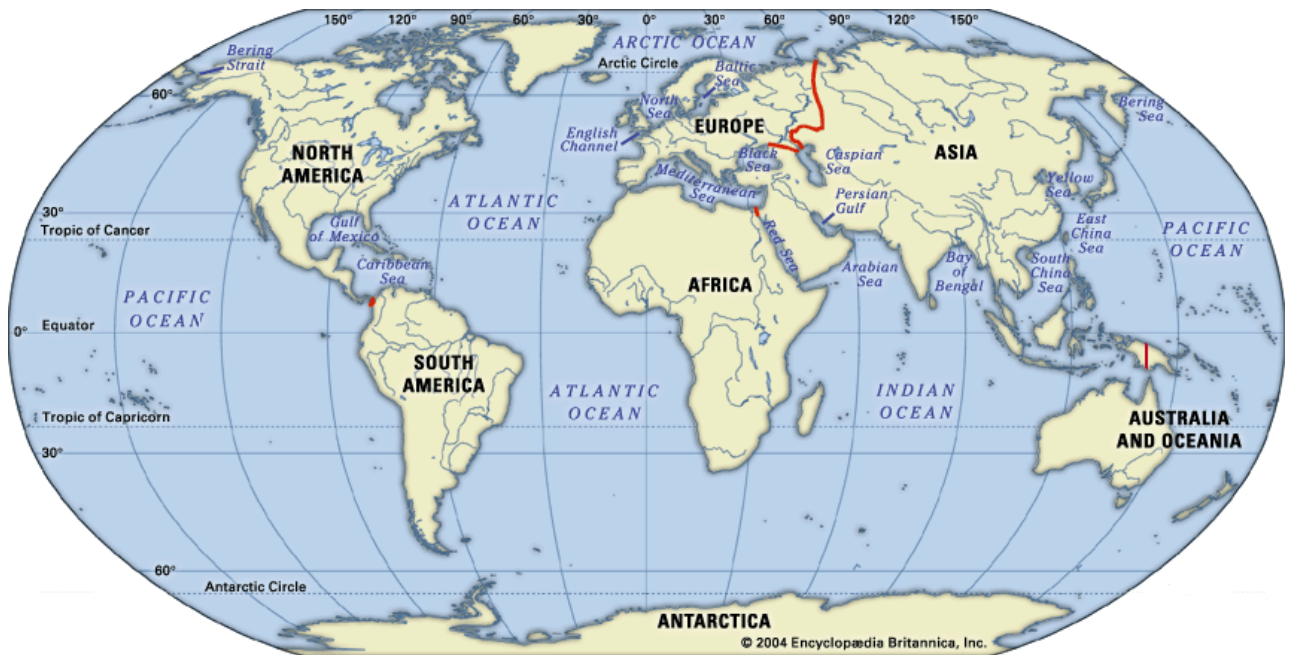 150°
120°
90°
60°
30°
0°
30°
60°
90°
120°
150°
ARCTIC OCEAN
Arctic Circle
Bering
Strait
60°
Baltic
Sea
North
Sea
EUROPE
English
Channel
Bering
Sea
NORTH
AMERICA
ASIA
Black
Sea
Caspian
Sea
Mediterranean
Sea
Yellow
Sea
Persian
Gulf
ATLANTIC
OCEAN
30°
Tropic of Cancer
Gulf
of Mexico
Red Sea
East
China
Sea
PACIFIC
OCEAN
Caribbean
Sea
AFRICA
Arabian
Sea
Bay
of
Bengal
South
China
Sea
PACIFIC
OCEAN
0°
Equator
SOUTH
AMERICA
ATLANTIC
OCEAN
INDIAN
OCEAN
Tropic of Capricorn
AUSTRALIA
AND OCEANIA
30°
60°
Antarctic Circle
ANTARCTICA
© 2004 Encyclopædia Britannica, Inc.